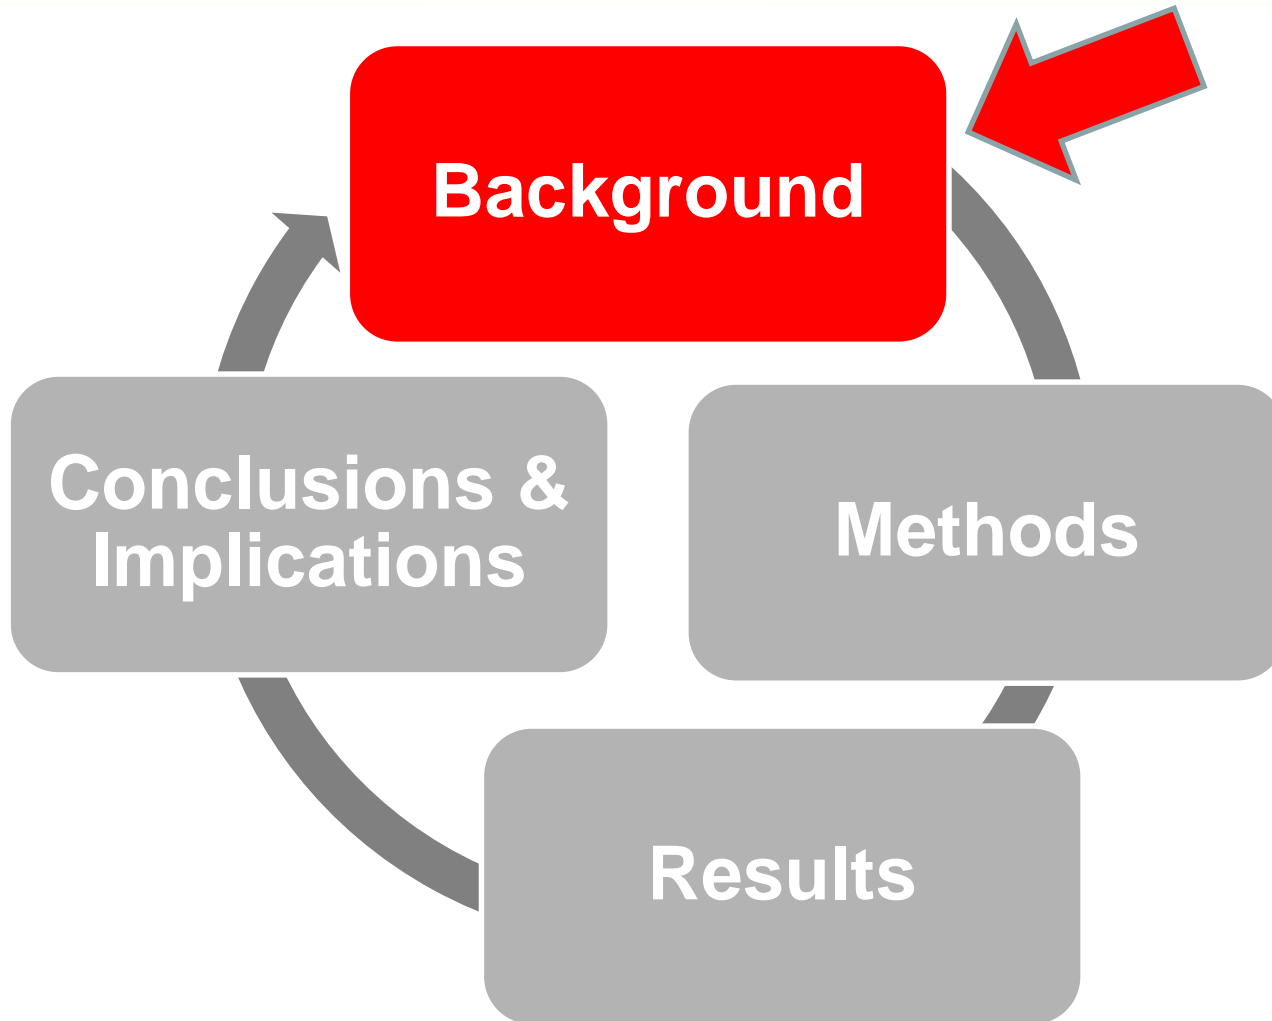 Background
Conclusions &
Implications
Methods
Results